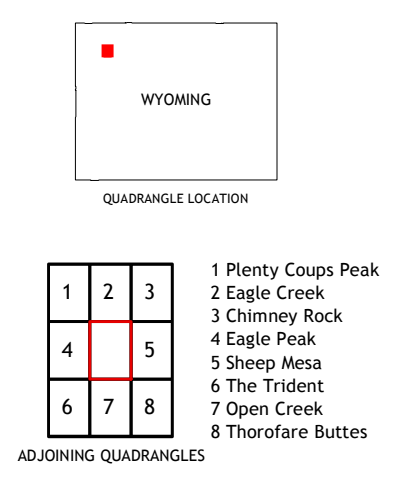 WYOMING
QUADRANGLE LOCATION
1 2 3
4 5
6 7 8
ADJOINING QUADRANGLES
1 Plenty Coups Peak
2 Eagle Creek
3 Chimney Rock
4 Eagle Peak
5 Sheep Mesa
6 The Trident
7 Open Creek
8 Thorofare Buttes